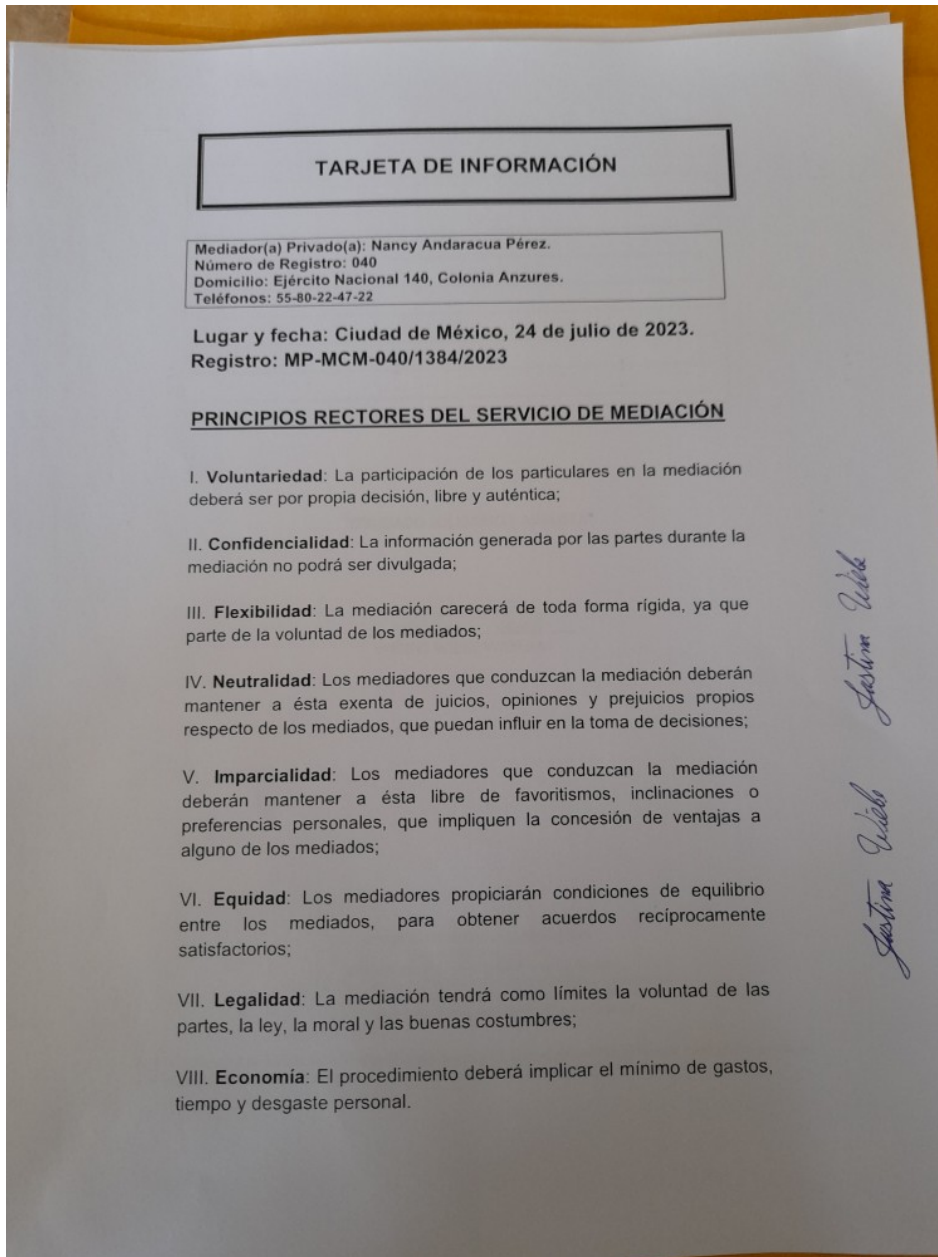 TARJETA DE INFORMACIÓN
Mediador(a) Privado(a): Nancy Andaracua Pérez.
Número de Registro: 040
Domicilio: Ejército Nacional 140, Colonia Anzures.
Teléfonos: 55-80-22-47-22
Lugar y fecha: Ciudad de México, 24 de julio de 2023.
Registro: MP-MCM-040/1384/2023
PRINCIPIOS RECTORES DEL SERVICIO DE MEDIACIÓN
I. Voluntariedad: La participación de los particulares en la mediación
deberá ser por propia decisión, libre y auténtica;
II. Confidencialidad: La información generada por las partes durante la
mediación no podrá ser divulgada;
III. Flexibilidad: La mediación carecerá de toda forma rígida, ya que
parte de la voluntad de los mediados;
IV. Neutralidad: Los mediadores que conduzcan la mediación deberán
mantener a ésta exenta de juicios, opiniones y prejuicios propios
respecto de los mediados, que puedan influir en la toma de decisiones;
V. Imparcialidad: Los mediadores que conduzcan la mediación
deberán mantener a ésta libre de favoritismos, inclinaciones o
preferencias personales, que impliquen la concesión de ventajas a
alguno de los mediados;
VI. Equidad: Los mediadores propiciarán condiciones de equilibrio
entre los mediados, para obtener acuerdos recíprocamente
satisfactorios;
VII. Legalidad: La mediación tendrá como límites la voluntad de las
partes, la ley, la moral y las buenas costumbres;
VIII. Economía: El procedimiento deberá implicar el mínimo de gastos,
tiempo y desgaste personal.